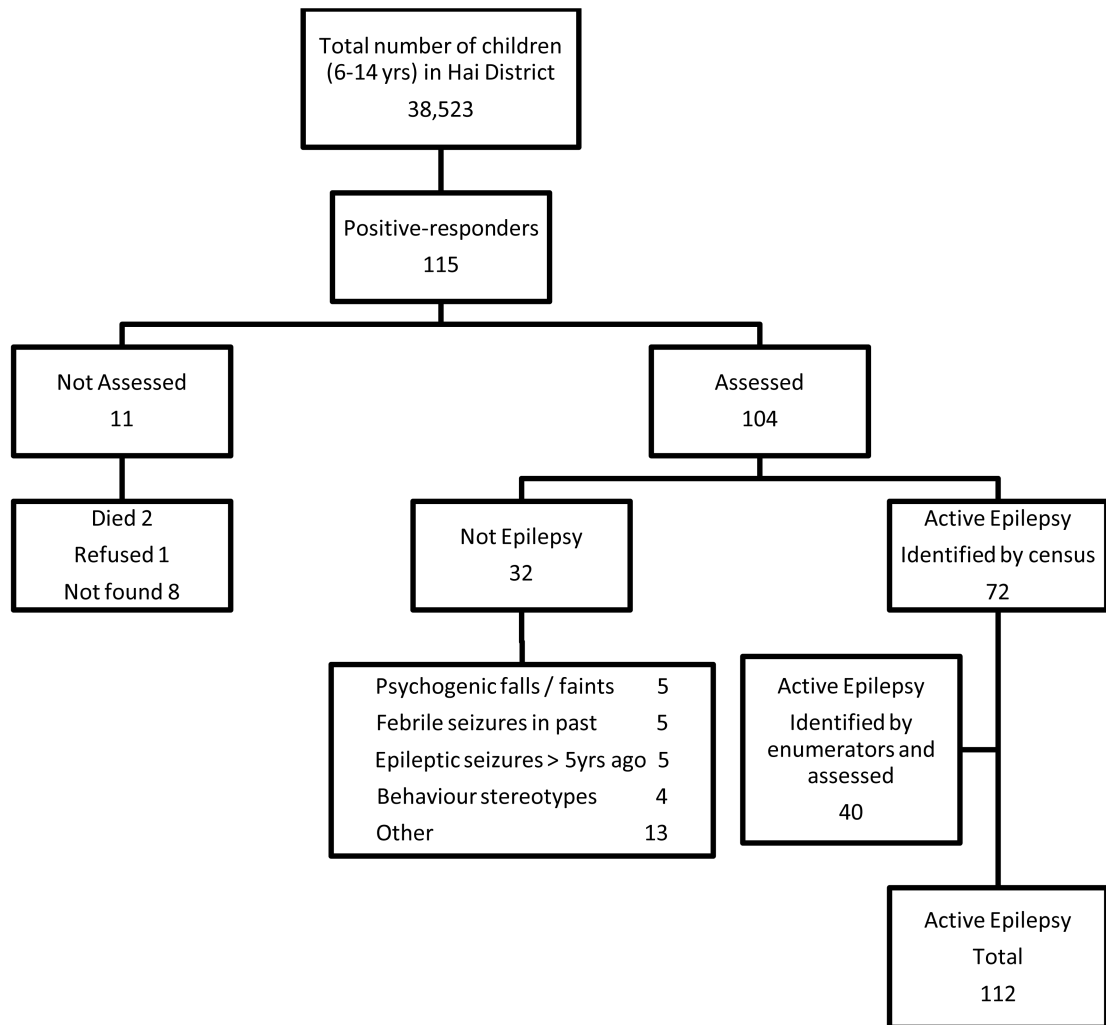 Total number of children
(6-14 yrs) in Hai District
38,523
Positive-responders
115
Not Assessed
11
Assessed
104
Died 2
Refused 1
Not found 8
Not Epilepsy
32
Active Epilepsy
Identified by census
72
Psychogenic falls / faints 5
Febrile seizures in past 5
Epileptic seizures > 5yrs ago 5
Behaviour stereotypes 4
Other 13
Active Epilepsy
Identified by
enumerators and
assessed
40
Active Epilepsy
Total
112